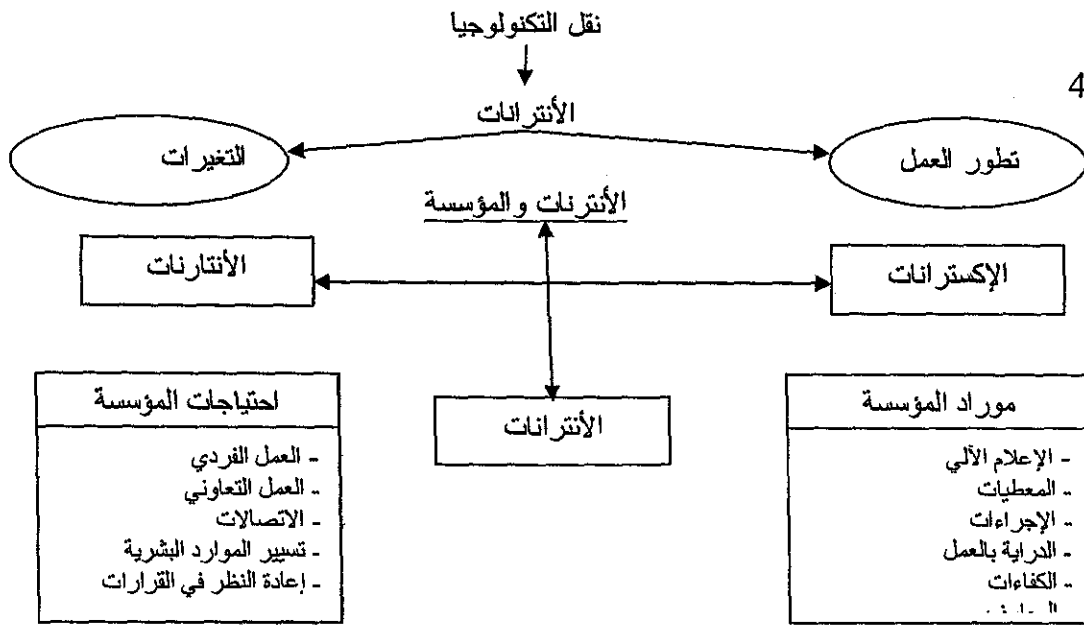 نقل التكنولوجيا
4
الأنترانات
تطور العمل
التغيرات
الأنترنات والمؤسسة
الإكسترانات
الأنتارنات
الأنترانات
موراد المؤسسة
- الإعلام الآلي
- المعطيات
- الإجراءات
- الدراية بالعمل
- الكفاءات
احتياجات المؤسسة
- العمل الفردي
- العمل التعاوني
- الاتصالات
- تسيير الموارد البشرية
- إعادة النظر في القرارات